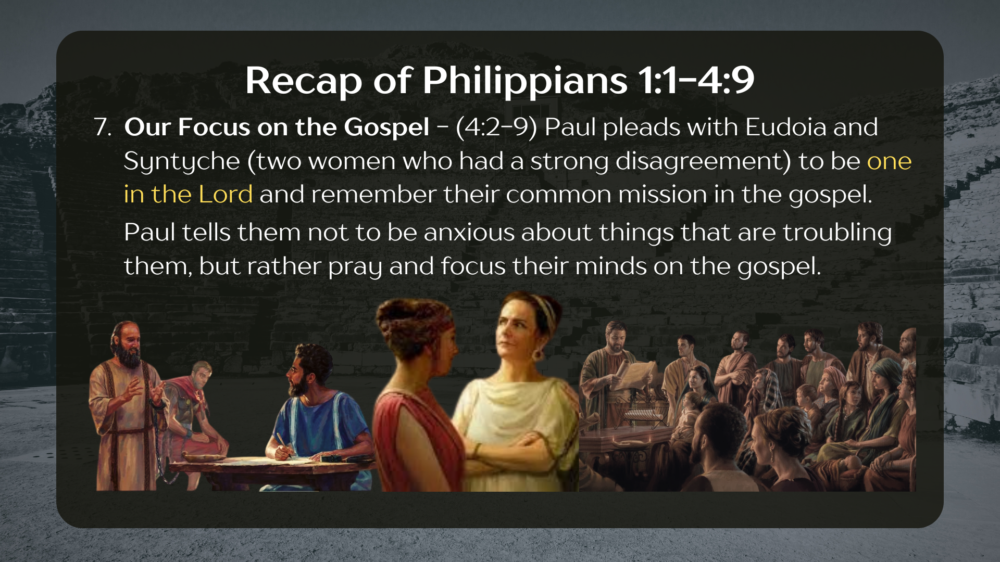 Recap of Philippians 1:1–4:9
7. Our Focus on the Gospel – (4:2–9) Paul pleads with Eudoia and
Syntyche (two women who had a strong disagreement) to be one
in the Lord and remember their common mission in the gospel.
Paul tells them not to be anxious about things that are troubling
them, but rather pray and focus their minds on the gospel.